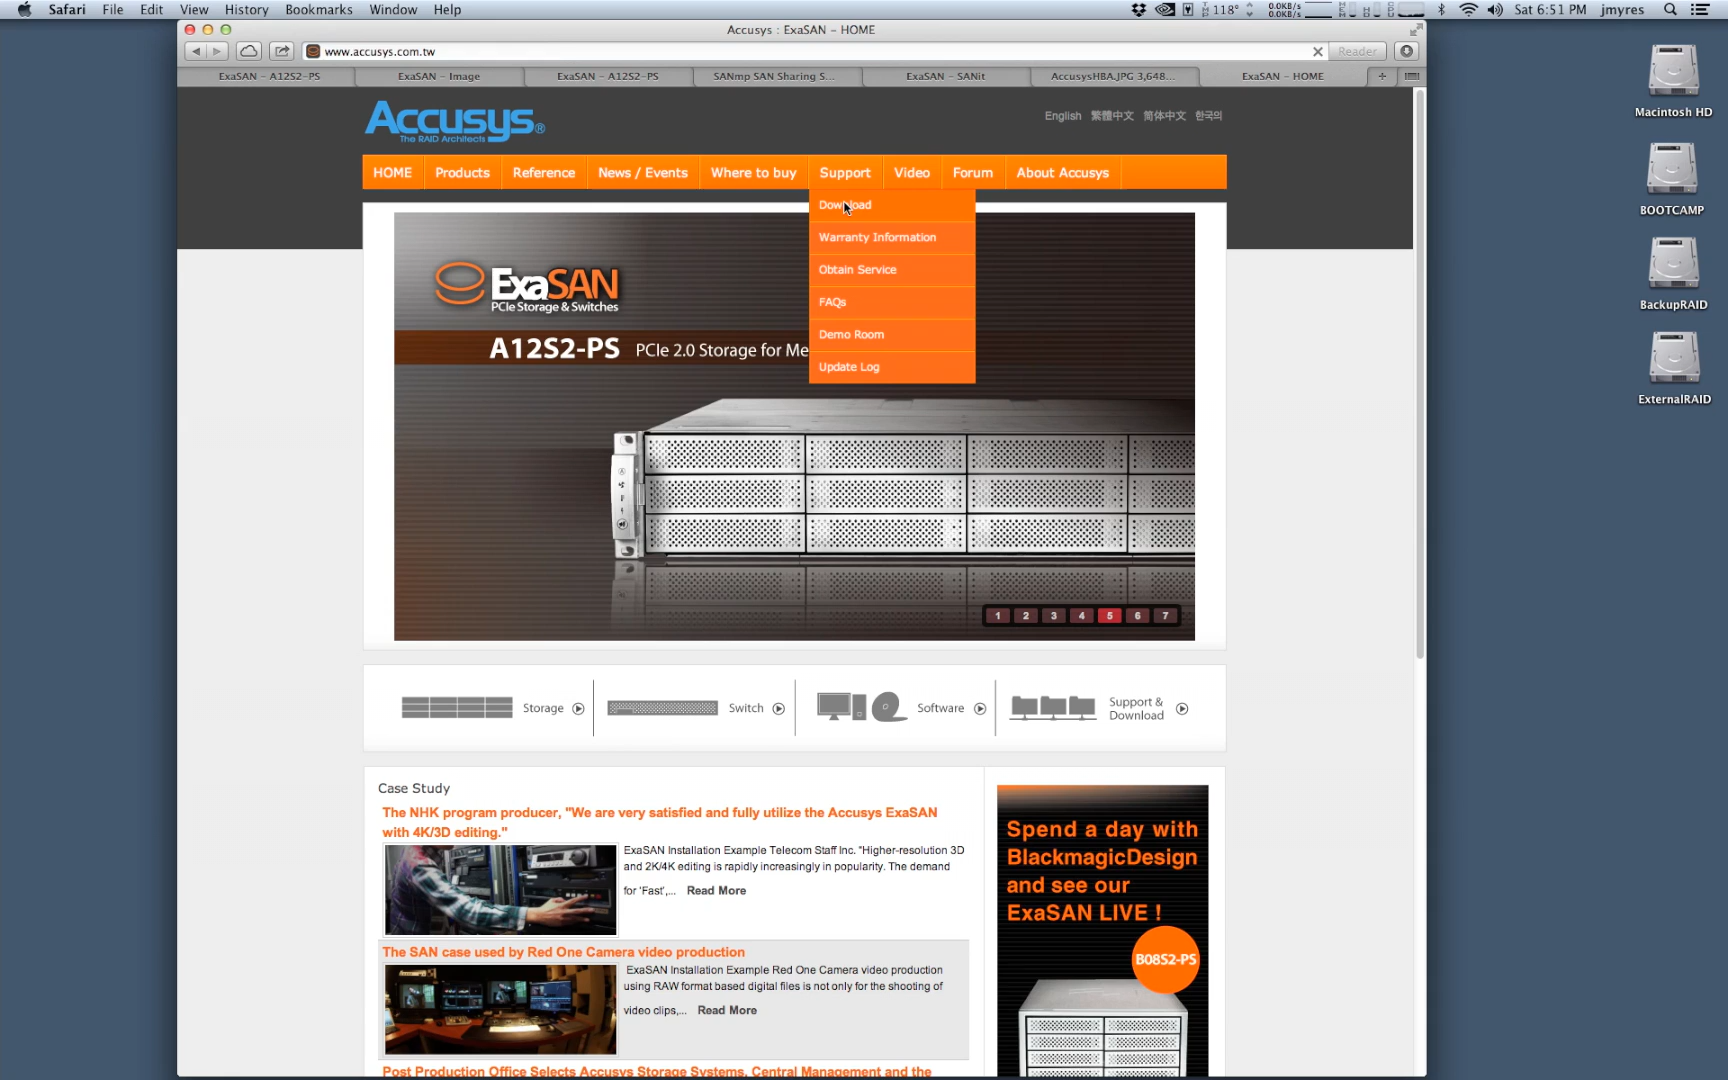 Safari File Edit View History Bookmarks Window Help
118° 0.0KB/s 0.0KB/s Sat 6:51 PM jmyres
Accusys : ExaSAN – HOME
www.accusys.com.tw Reader
ExaSAN – A12S2-PS ExaSAN – Image ExaSAN – A12S2-PS SANmp SAN Sharing S... ExaSAN – SANit AccusysHBA.JPG 3,648... ExaSAN – HOME +
Accusys®
The RAID Architects
English 繁體中文 简体中文 한국의
HOME Products Reference News / Events Where to buy Support Video Forum About Accusys
Download
Warranty Information
Obtain Service
FAQs
Demo Room
Update Log
ExaSAN
PCIe Storage & Switches
A12S2-PS PCIe 2.0 Storage for Me
1 2 3 4 5 6 7
Storage Switch Software Support &
Download
Case Study
The NHK program producer, "We are very satisfied and fully utilize the Accusys ExaSAN
with 4K/3D editing."
ExaSAN Installation Example Telecom Staff Inc. "Higher-resolution 3D
and 2K/4K editing is rapidly increasingly in popularity. The demand
for 'Fast',... Read More
The SAN case used by Red One Camera video production
ExaSAN Installation Example Red One Camera video production
using RAW format based digital files is not only for the shooting of
video clips,... Read More
Post Production Office Selects Accusys Storage Systems, Central Management and the
Spend a day with
BlackmagicDesign
and see our
ExaSAN LIVE !
B08S2-PS
Macintosh HD
BOOTCAMP
BackupRAID
ExternalRAID